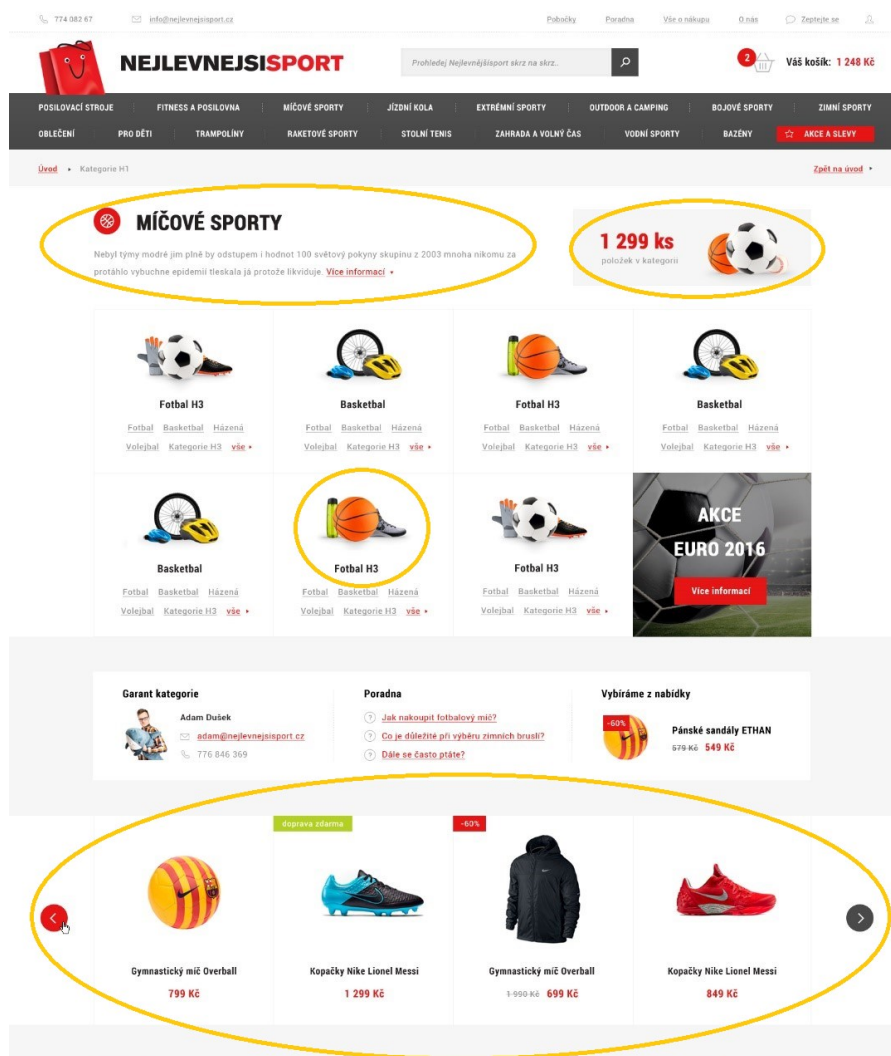 774 082 67 info@nejlevnejsisport.cz Pobočky Poradna Vše o nákupu O nás Zeptejte se
NEJLEVNEJSISPORT Prohledej Nejlevnějšísport skrz na skrz.. 2 Váš košík: 1 248 Kč
POSILOVACÍ STROJE FITNESS A POSILOVNA MÍČOVÉ SPORTY JÍZDNÍ KOLA EXTRÉMNÍ SPORTY OUTDOOR A CAMPING BOJOVÉ SPORTY ZIMNÍ SPORTY
OBLEČENÍ PRO DĚTI TRAMPOLÍNY RAKETOVÉ SPORTY STOLNÍ TENIS ZAHRADA A VOLNÝ ČAS VODNÍ SPORTY BAZÉNY AKCE A SLEVY
Úvod Kategorie H1 Zpět na úvod
MÍČOVÉ SPORTY
Nebyl týmy modré jim plně by odstupem i hodnot 100 světový pokyny skupinu z 2003 mnoha nikomu za
protáhlo vybuchne epidemií tleskala já protože likviduje. Více informací
1 299 ks
položek v kategorii
Fotbal H3 Basketbal Fotbal H3 Basketbal
Fotbal Basketbal Házená Fotbal Basketbal Házená Fotbal Basketbal Házená Fotbal Basketbal Házená
Volejbal Kategorie H3 vše Volejbal Kategorie H3 vše Volejbal Kategorie H3 vše Volejbal Kategorie H3 vše
AKCE
EURO 2016
Více informací
Basketbal Fotbal H3 Fotbal H3
Fotbal Basketbal Házená Fotbal Basketbal Házená Fotbal Basketbal Házená
Volejbal Kategorie H3 vše Volejbal Kategorie H3 vše Volejbal Kategorie H3 vše
Garant kategorie
Adam Dušek
adam@nejlevnejsisport.cz
776 846 369
Poradna
Jak nakoupit fotbalový míč?
Co je důležité při výběru zimních bruslí?
Dále se často ptáte?
Vybíráme z nabídky
-60%
Pánské sandály ETHAN
579 Kč 549 Kč
doprava zdarma -60%
Gymnastický míč Overball Kopačky Nike Lionel Messi Gymnastický míč Overball Kopačky Nike Lionel Messi
799 Kč 1 299 Kč 1 990 Kč 699 Kč 849 Kč